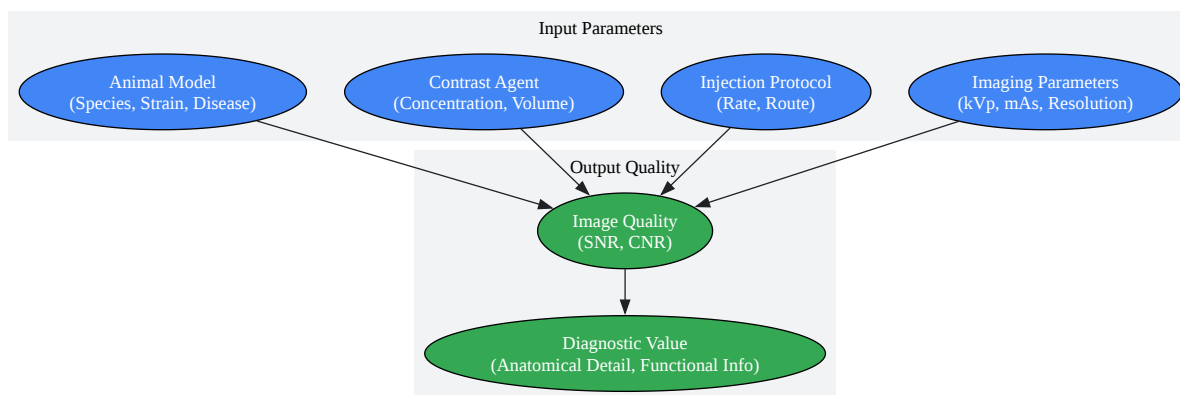 Input Parameters
Animal Model
(Species, Strain, Disease)
Contrast Agent
(Concentration, Volume)
Injection Protocol
(Rate, Route)
Imaging Parameters
(kVp, mAs, Resolution)
Output Quality
Image Quality
(SNR, CNR)
Diagnostic Value
(Anatomical Detail, Functional Info)